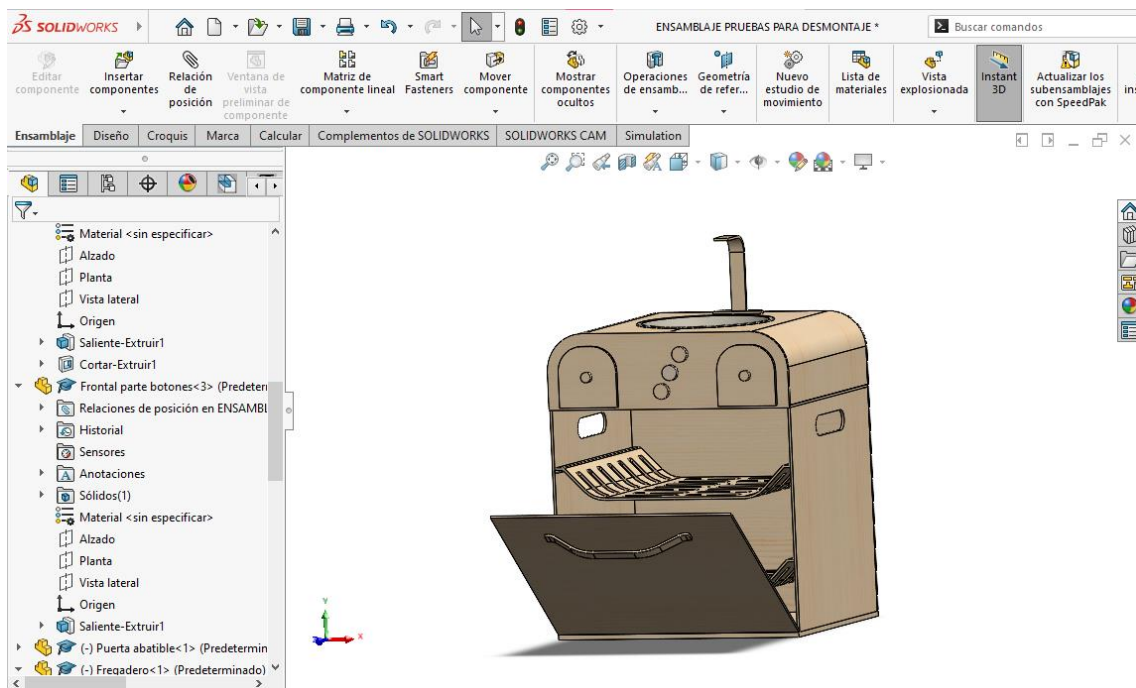 SOLIDWORKS
ENSAMBLAJE PRUEBAS PARA DESMONTAJE *
Buscar comandos
Editar componente
Insertar componentes
Relación de posición
Ventana de vista preliminar de componente
Matriz de componente lineal
Smart Fasteners
Mover componente
Mostrar componentes ocultos
Operaciones de ensamb...
Geometría de refer...
Nuevo estudio de movimiento
Lista de materiales
Vista explosionada
Instant 3D
Actualizar los subensamblajes con SpeedPak
Ensamblaje
Diseño
Croquis
Marca
Calcular
Complementos de SOLIDWORKS
SOLIDWORKS CAM
Simulation
Material <sin especificar>
Alzado
Planta
Vista lateral
Origen
Saliente-Extruir1
Cortar-Extruir1
Frontal parte botones<3> (Predeter
Relaciones de posición en ENSAMBL
Historial
Sensores
Anotaciones
Sólidos(1)
Material <sin especificar>
Alzado
Planta
Vista lateral
Origen
Saliente-Extruir1
(-) Puerta abatible<1> (Predetermin
(-) Fregadero<1> (Predeterminado)
Y
X